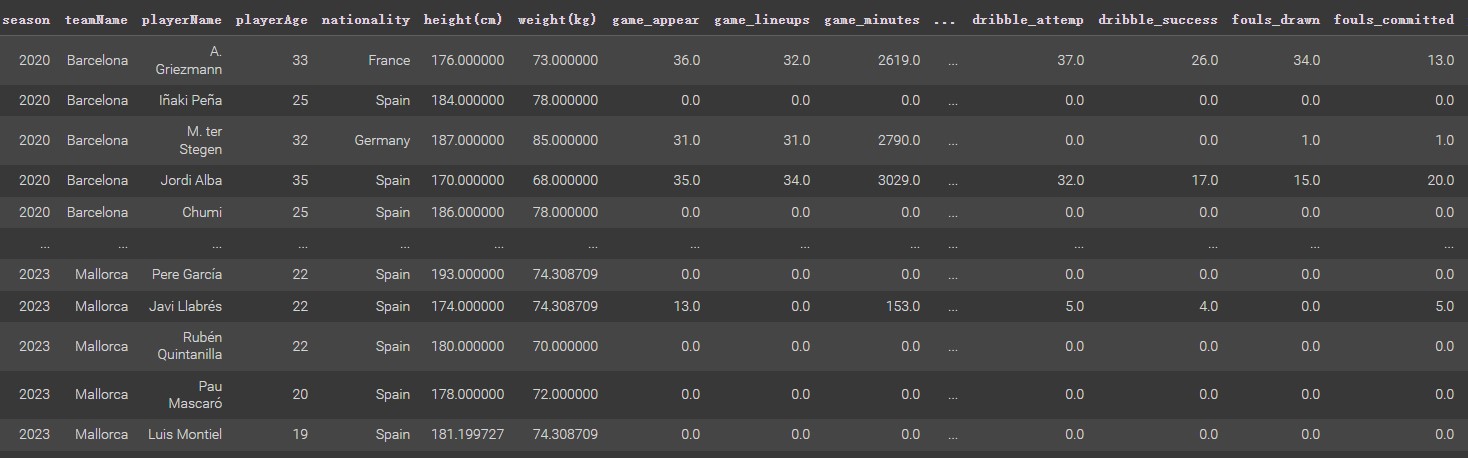 season teamName playerName playerAge nationality height(cm) weight(kg) game_appear game_lineups game_minutes ... dribble_attemp dribble_success fouls_drawn fouls_committed
2020 Barcelona A. Griezmann 33 France 176.000000 73.000000 36.0 32.0 2619.0 ... 37.0 26.0 34.0 13.0
2020 Barcelona Iñaki Peña 25 Spain 184.000000 78.000000 0.0 0.0 0.0 ... 0.0 0.0 0.0 0.0
2020 Barcelona M. ter Stegen 32 Germany 187.000000 85.000000 31.0 31.0 2790.0 ... 0.0 0.0 1.0 1.0
2020 Barcelona Jordi Alba 35 Spain 170.000000 68.000000 35.0 34.0 3029.0 ... 32.0 17.0 15.0 20.0
2020 Barcelona Chumi 25 Spain 186.000000 78.000000 0.0 0.0 0.0 ... 0.0 0.0 0.0 0.0
... ... ... ... ... ... ... ... ... ... ... ... ... ... ...
2023 Mallorca Pere García 22 Spain 193.000000 74.308709 0.0 0.0 0.0 ... 0.0 0.0 0.0 0.0
2023 Mallorca Javi Llabrés 22 Spain 174.000000 74.308709 13.0 0.0 153.0 ... 5.0 4.0 0.0 5.0
2023 Mallorca Rubén Quintanilla 22 Spain 180.000000 70.000000 0.0 0.0 0.0 ... 0.0 0.0 0.0 0.0
2023 Mallorca Pau Mascaró 20 Spain 178.000000 72.000000 0.0 0.0 0.0 ... 0.0 0.0 0.0 0.0
2023 Mallorca Luis Montiel 19 Spain 181.199727 74.308709 0.0 0.0 0.0 ... 0.0 0.0 0.0 0.0